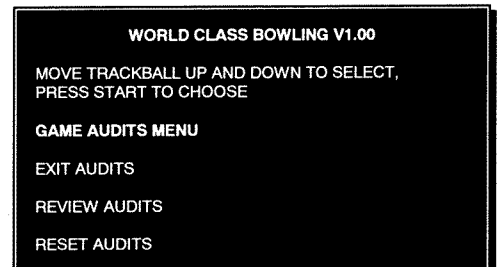 WORLD CLASS BOWLING V1.00
MOVE TRACKBALL UP AND DOWN TO SELECT,
PRESS START TO CHOOSE
GAME AUDITS MENU
EXIT AUDITS
REVIEW AUDITS
RESET AUDITS